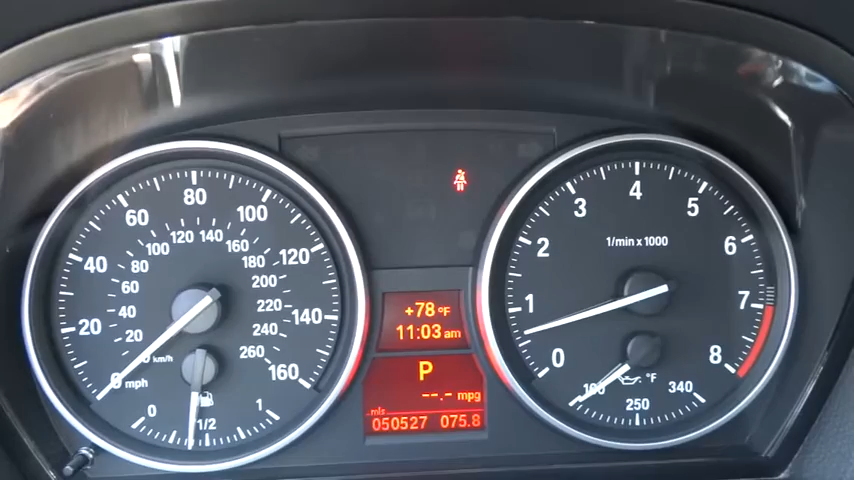 20 40 60 80 100 120 140 160
20 40 60 80 100 120 140 160 180 200 220 240 260
km/h
0 mph
0 1/2 1
+78°F
11:03 am
P
--.- mpg
mls
050527 075.8
0 1 2 3 4 5 6 7 8
1/min x 1000
°F
160 250 340